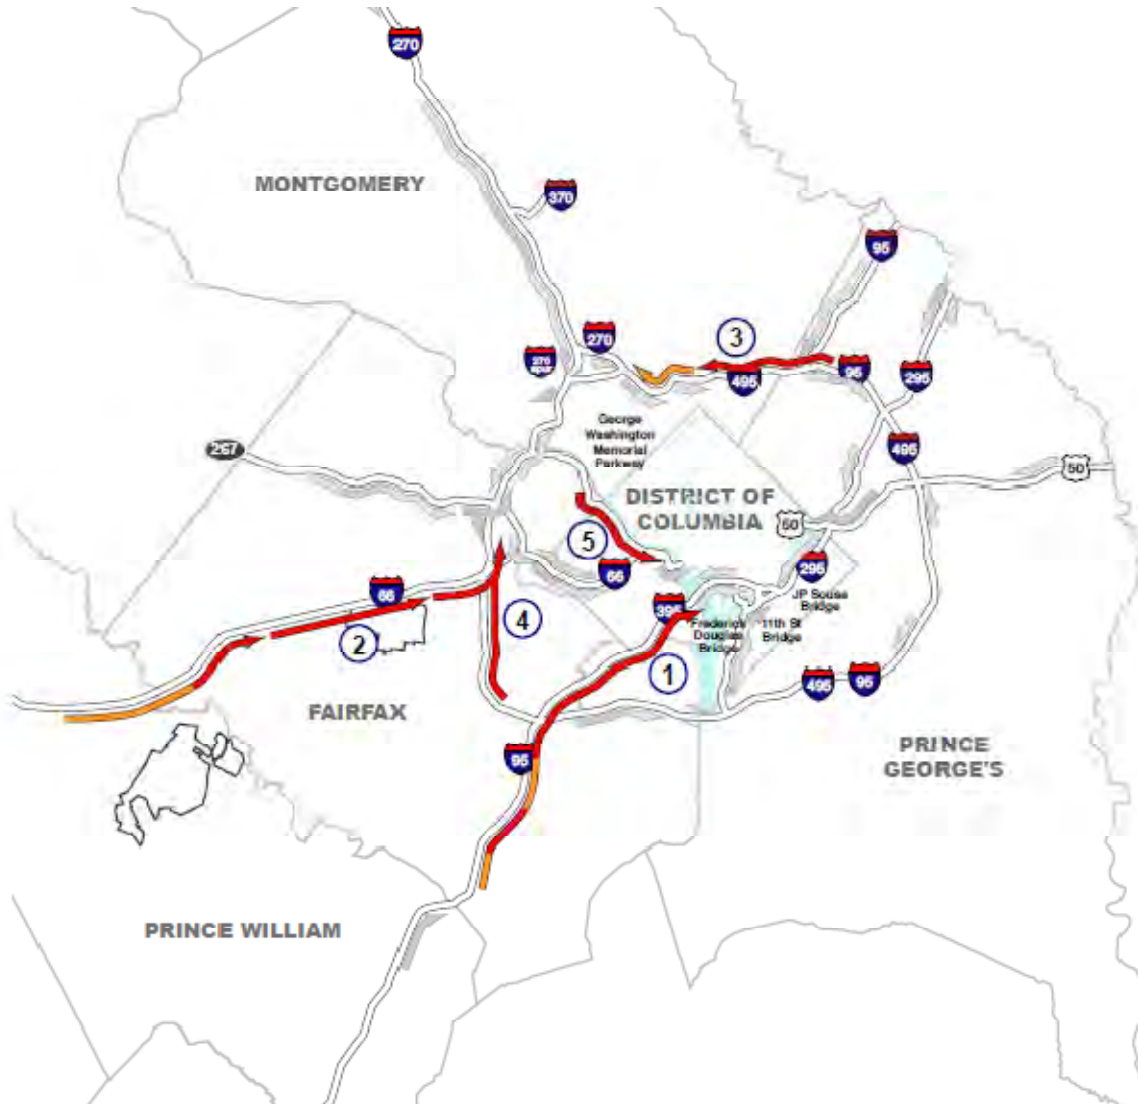 270
MONTGOMERY
370
95
3
270
270
spur
495
95
295
George
Washington
Memorial
Parkway
267
495
50
DISTRICT OF
COLUMBIA
50
5
66
295
66
395
JP Sousa
Bridge
4
Frederick
Douglas
Bridge
11th St
Bridge
2
1
495
95
FAIRFAX
95
PRINCE
GEORGE'S
PRINCE WILLIAM